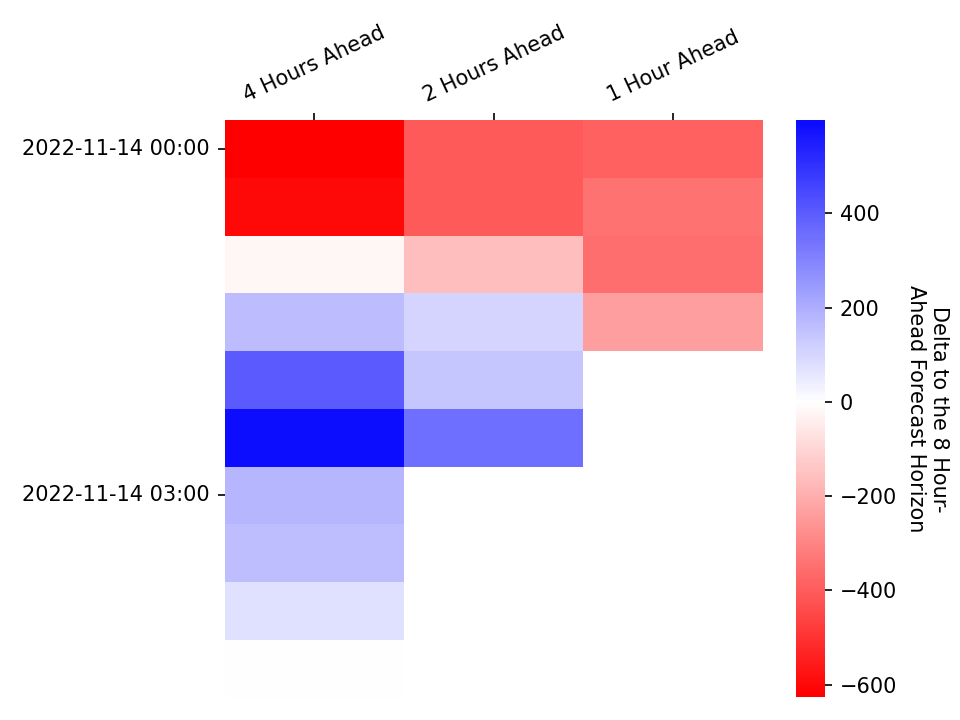 4 Hours Ahead
2 Hours Ahead
1 Hour Ahead
2022-11-14 00:00
2022-11-14 03:00
400
200
0
−200
−400
−600
Delta to the 8 Hour-
Ahead Forecast Horizon